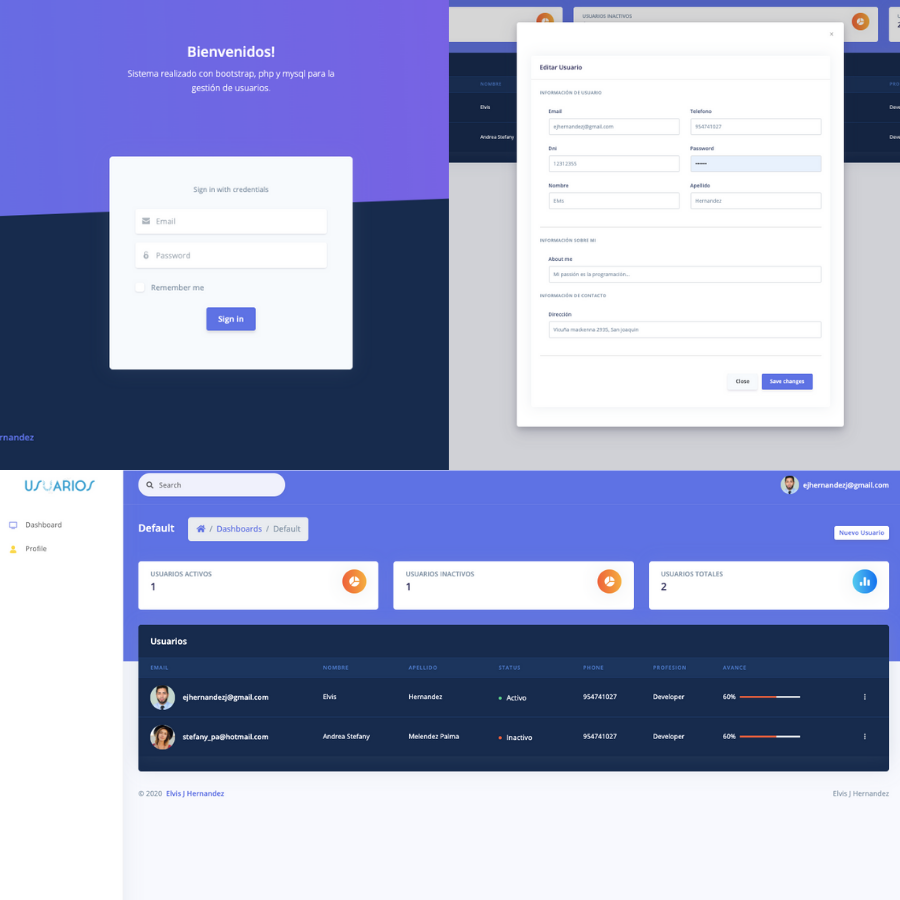 Bienvenidos!
Sistema realizado con bootstrap, php y mysql para la
gestión de usuarios.
Sign in with credentials
Email
Password
Remember me
Sign in
rnandez
USUARIOS INACTIVOS
×
NOMBRE
PRO
Elvis
Deve
Andrea Stefany
Deve
Editar Usuario
INFORMACIÓN DE USUARIO
Email
Telefono
ejhernandezj@gmail.com
954741027
Dni
Password
12312355
•••••
Nombre
Apellido
Elvis
Hernandez
INFORMACIÓN SOBRE MI
About me
Mi passión es la programación...
INFORMACIÓN DE CONTACTO
Dirección
Vicuña mackenna 2935, San Joaquin
Close
Save changes
USUARIOS
Search
ejhernandezj@gmail.com
Dashboard
Profile
Default
/ Dashboards / Default
Nuevo Usuario
USUARIOS ACTIVOS
1
USUARIOS INACTIVOS
1
USUARIOS TOTALES
2
Usuarios
EMAIL NOMBRE APELLIDO STATUS PHONE PROFESION AVANCE
ejhernandezj@gmail.com Elvis Hernandez Activo 954741027 Developer 60%
stefany_pa@hotmail.com Andrea Stefany Melendez Palma Inactivo 954741027 Developer 60%
© 2020 Elvis J Hernandez
Elvis J Hernandez